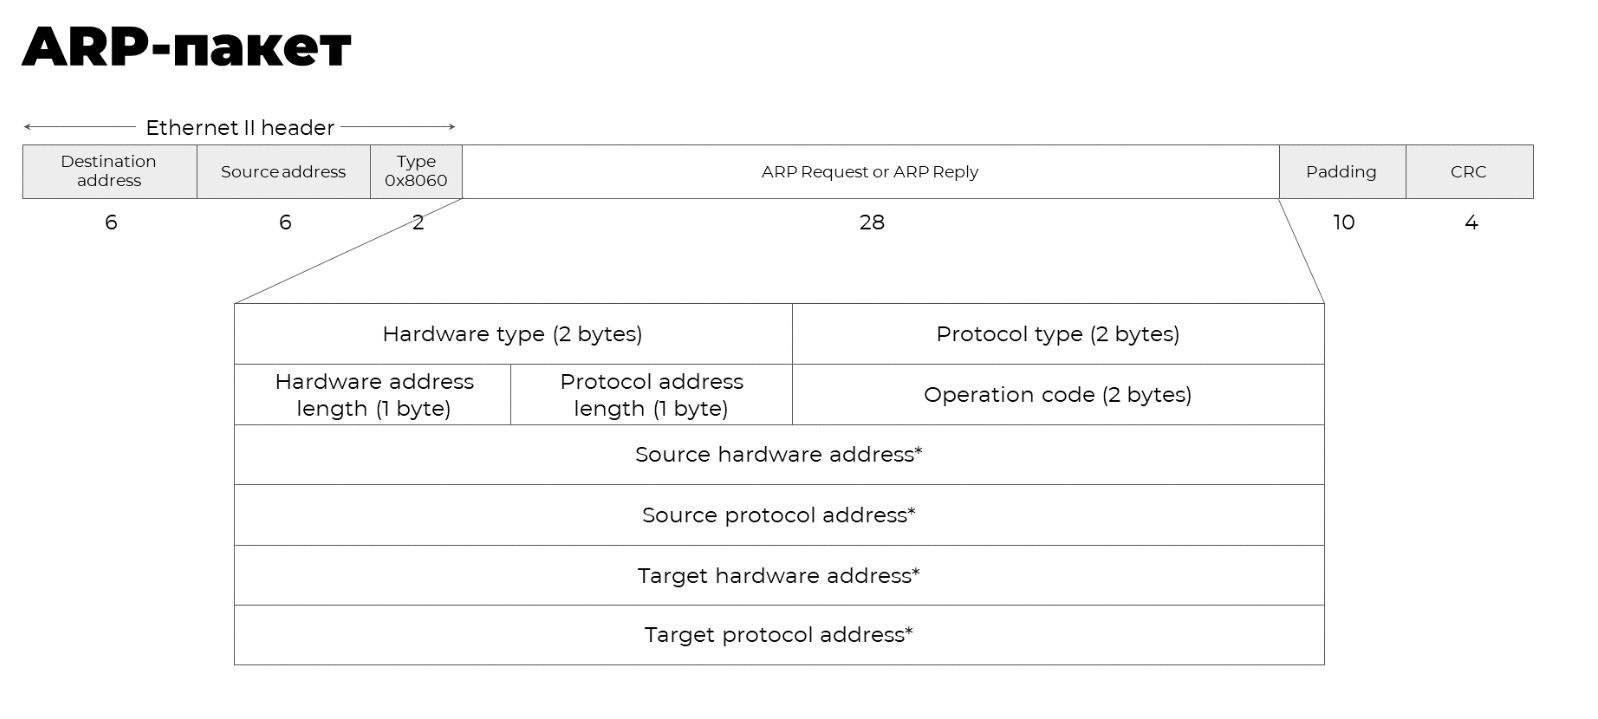 ARP-пакет
Ethernet II header
Destination
address
Source address
Type
0x8060
ARP Request or ARP Reply
Padding
CRC
6
6
2
28
10
4
Hardware type (2 bytes)
Protocol type (2 bytes)
Hardware address
length (1 byte)
Protocol address
length (1 byte)
Operation code (2 bytes)
Source hardware address*
Source protocol address*
Target hardware address*
Target protocol address*